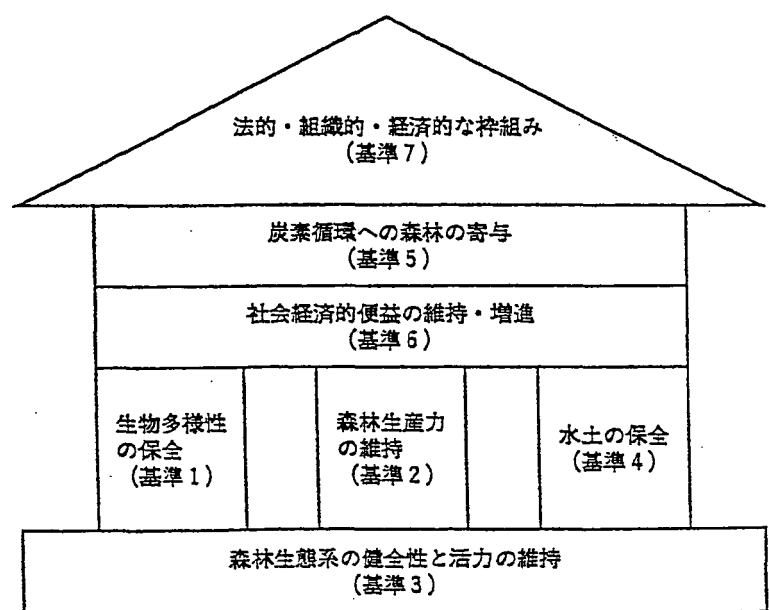 法的・組織的・経済的な枠組み
（基準７）
炭素循環への森林の寄与
（基準５）
社会経済的便益の維持・増進
（基準６）
生物多様性
の保全
（基準１）
森林生産力
の維持
（基準２）
水土の保全
（基準４）
森林生態系の健全性と活力の維持
（基準３）